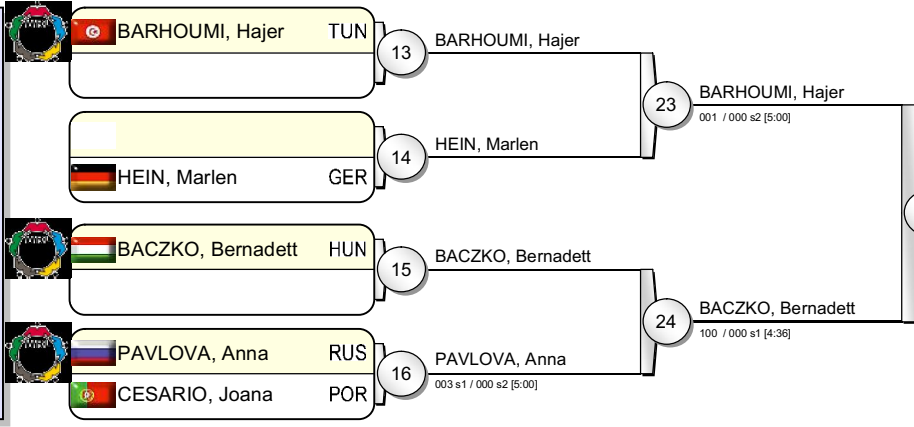 BARHOUMI, Hajer TUN
13
BARHOUMI, Hajer
23
BARHOUMI, Hajer
001 / 000 s2 [5:00]
14
HEIN, Marlen
HEIN, Marlen GER
BACZKO, Bernadett HUN
15
BACZKO, Bernadett
24
BACZKO, Bernadett
100 / 000 s1 [4:36]
PAVLOVA, Anna RUS
16
PAVLOVA, Anna
003 s1 / 000 s2 [5:00]
CESARIO, Joana POR